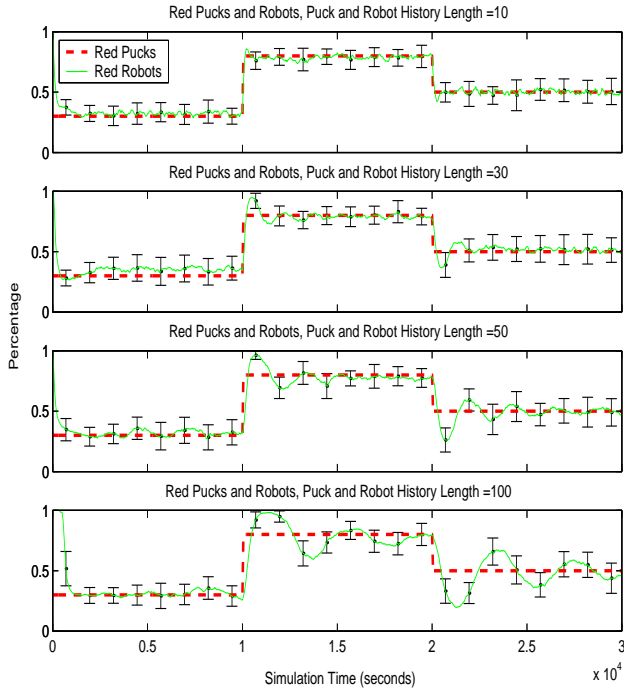 Red Pucks and Robots, Puck and Robot History Length =10
1
0.5
0
Red Pucks
Red Robots
Red Pucks and Robots, Puck and Robot History Length =30
1
0.5
0
Percentage
Red Pucks and Robots, Puck and Robot History Length =50
1
0.5
0
Red Pucks and Robots, Puck and Robot History Length =100
1
0.5
0
0 0.5 1 1.5 2 2.5 3
Simulation Time (seconds)
x 10^4